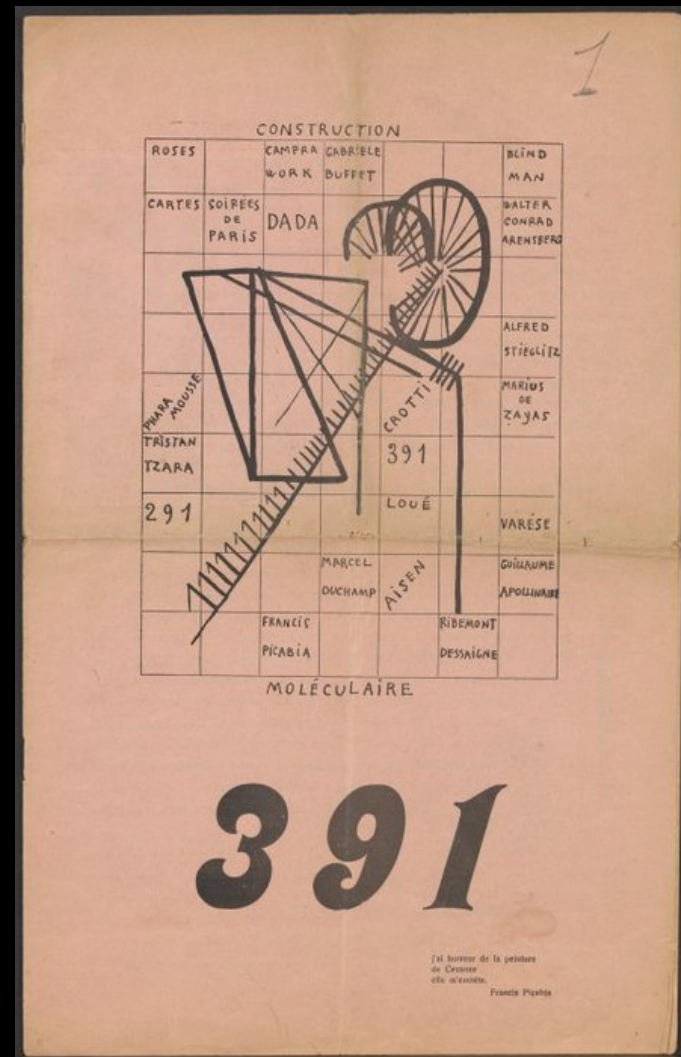 1
CONSTRUCTION
ROSES
CAMPRA
WORK
GABRIELE
BUFFET
BLIND
MAN
CARTES
SOIREES
DE
PARIS
DADA
WALTER
CONRAD
ARENSBERG
ALFRED
STIEGLITZ
PHARA
MOUSSE
CROTTI
MARIUS
DE
ZAYAS
TRISTAN
TZARA
391
291
LOUÉ
VARÉSE
MARCEL
DUCHAMP
AISEN
GUILLAUME
APOLLINAIRE
FRANCIS
PICABIA
RIBEMONT
DESSAIGNE
MOLÉCULAIRE
391
j'ai horreur de la peinture
de Cezanne
elle m'embête.
Francis Picabia